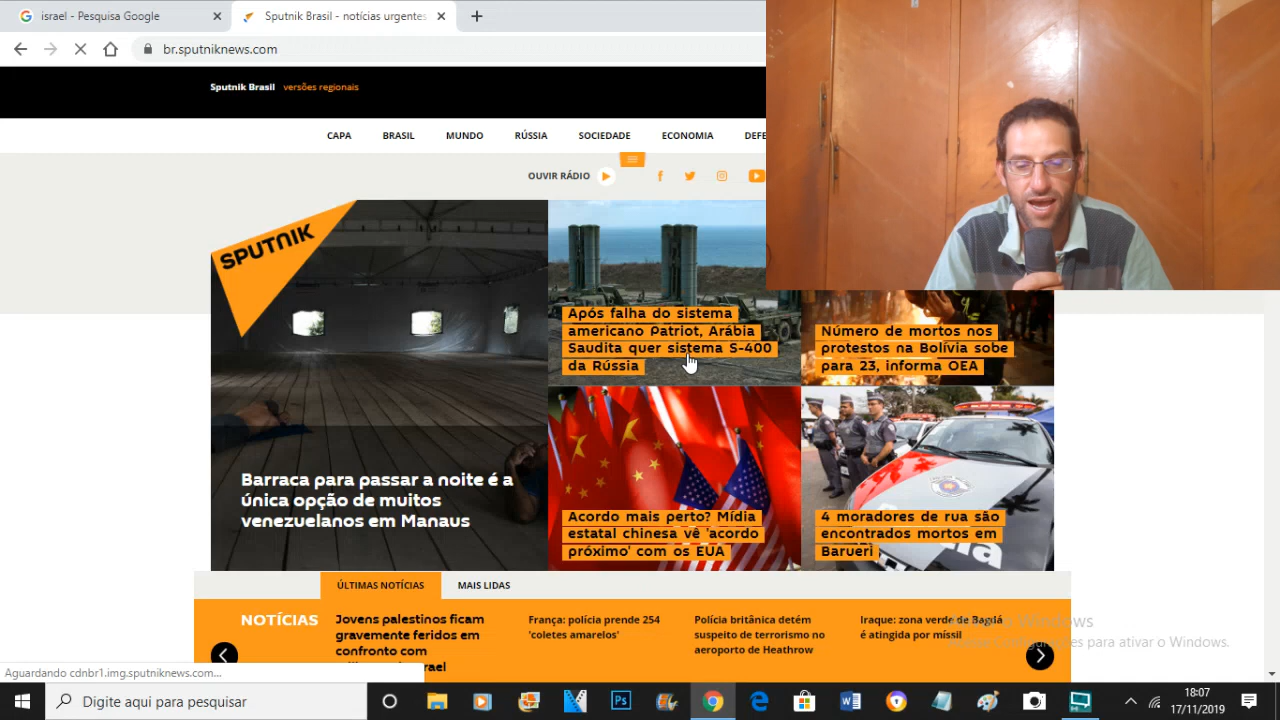 israel - Pesquisa Google
Sputnik Brasil - notícias urgentes
br.sputniknews.com
Sputnik Brasil versões regionais
CAPA BRASIL MUNDO RÚSSIA SOCIEDADE ECONOMIA DEFE
OUVIR RÁDIO
SPUTNIK
Barraca para passar a noite é a
única opção de muitos
venezuelanos em Manaus
Após falha do sistema
americano Patriot, Arábia
Saudita quer sistema S-400
da Rússia
Número de mortos nos
protestos na Bolívia sobe
para 23, informa OEA
Acordo mais perto? Mídia
estatal chinesa vê 'acordo
próximo' com os EUA
4 moradores de rua são
encontrados mortos em
Barueri
ÚLTIMAS NOTÍCIAS MAIS LIDAS
NOTÍCIAS
Jovens palestinos ficam
gravemente feridos em
confronto com
rael
França: polícia prende 254
'coletes amarelos'
Polícia britânica detém
suspeito de terrorismo no
aeroporto de Heathrow
Iraque: zona verde de Bagdá
é atingida por míssil
para ativar o Windows.
Aguardando cdnbr1.img.sputniknews.com...
Digite aqui para pesquisar
18:07
17/11/2019